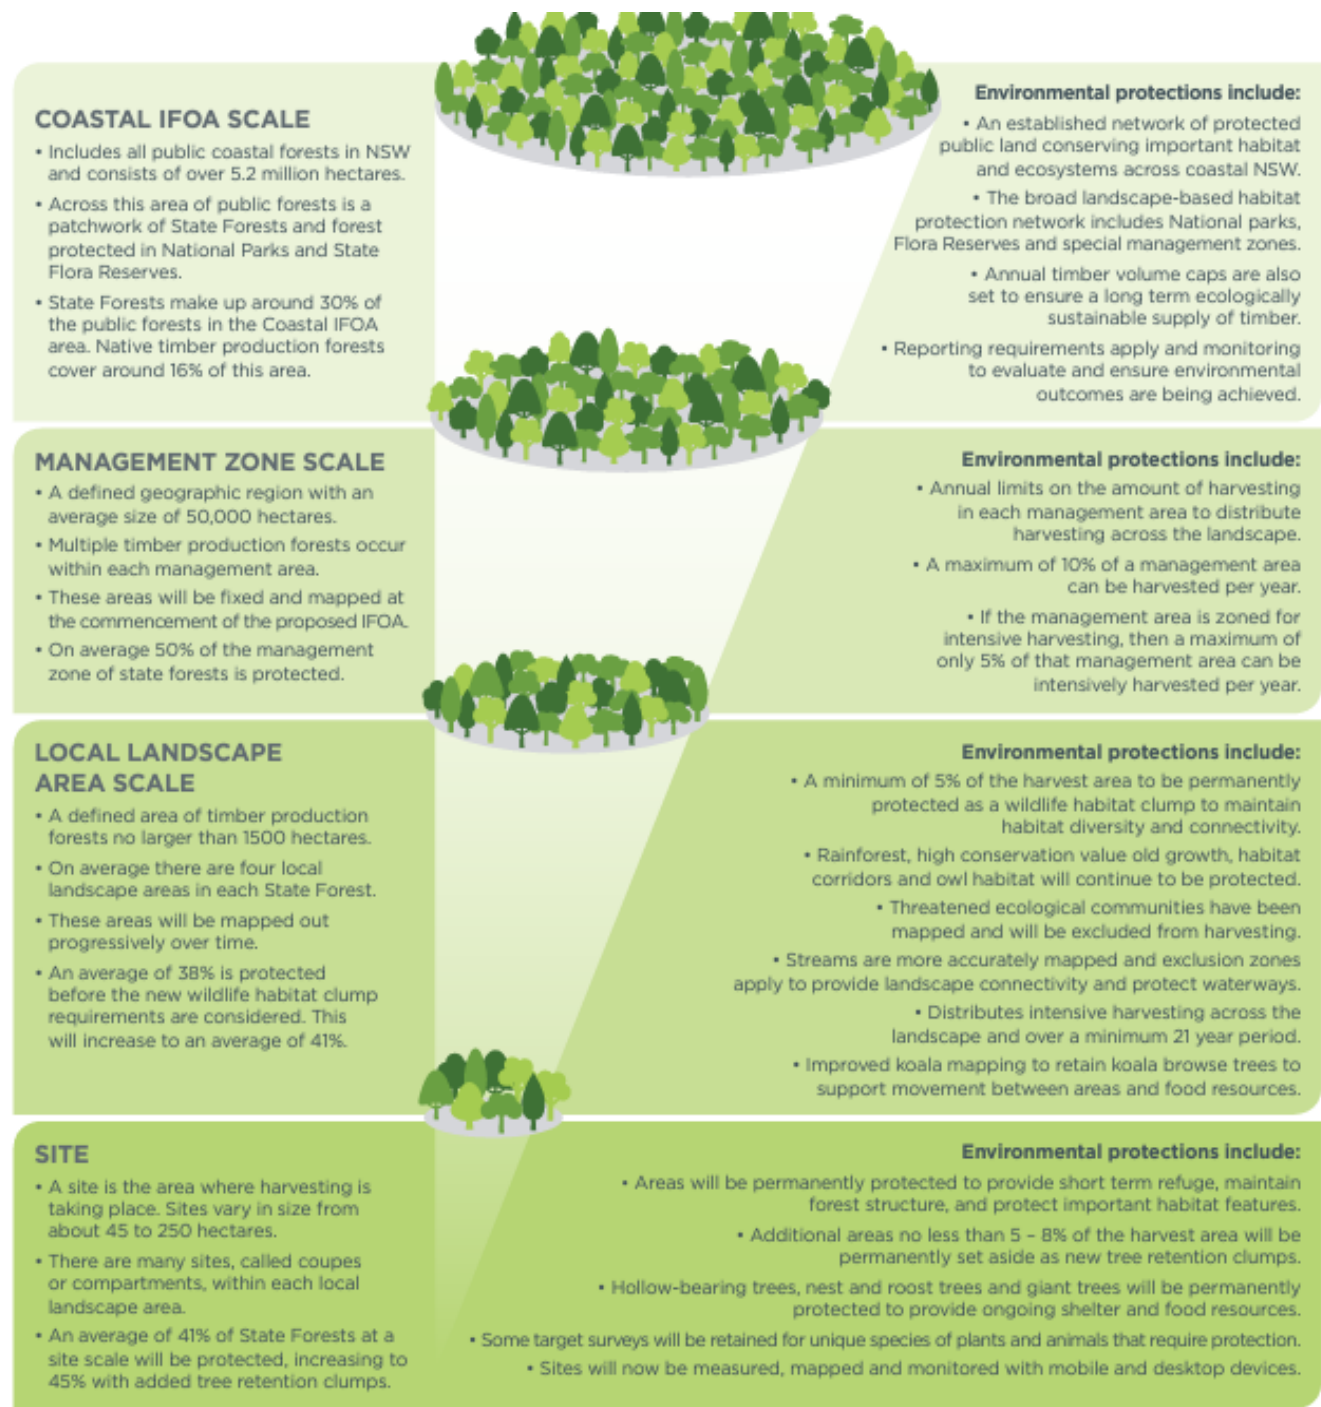 COASTAL IFOA SCALE
• Includes all public coastal forests in NSW
and consists of over 5.2 million hectares.
• Across this area of public forests is a
patchwork of State Forests and forest
protected in National Parks and State
Flora Reserves.
• State Forests make up around 30% of
the public forests in the Coastal IFOA
area. Native timber production forests
cover around 16% of this area.
Environmental protections include:
• An established network of protected
public land conserving important habitat
and ecosystems across coastal NSW.
• The broad landscape-based habitat
protection network includes National parks,
Flora Reserves and special management zones.
• Annual timber volume caps are also
set to ensure a long term ecologically
sustainable supply of timber.
• Reporting requirements apply and monitoring
to evaluate and ensure environmental
outcomes are being achieved.
MANAGEMENT ZONE SCALE
• A defined geographic region with an
average size of 50,000 hectares.
• Multiple timber production forests occur
within each management area.
• These areas will be fixed and mapped at
the commencement of the proposed IFOA.
• On average 50% of the management
zone of state forests is protected.
Environmental protections include:
• Annual limits on the amount of harvesting
in each management area to distribute
harvesting across the landscape.
• A maximum of 10% of a management area
can be harvested per year.
• If the management area is zoned for
intensive harvesting, then a maximum of
only 5% of that management area can be
intensively harvested per year.
LOCAL LANDSCAPE
AREA SCALE
• A defined area of timber production
forests no larger than 1500 hectares.
• On average there are four local
landscape areas in each State Forest.
• These areas will be mapped out
progressively over time.
• An average of 38% is protected
before the new wildlife habitat clump
requirements are considered. This
will increase to an average of 41%.
Environmental protections include:
• A minimum of 5% of the harvest area to be permanently
protected as a wildlife habitat clump to maintain
habitat diversity and connectivity.
• Rainforest, high conservation value old growth, habitat
corridors and owl habitat will continue to be protected.
• Threatened ecological communities have been
mapped and will be excluded from harvesting.
• Streams are more accurately mapped and exclusion zones
apply to provide landscape connectivity and protect waterways.
• Distributes intensive harvesting across the
landscape and over a minimum 21 year period.
• Improved koala mapping to retain koala browse trees to
support movement between areas and food resources.
SITE
• A site is the area where harvesting is
taking place. Sites vary in size from
about 45 to 250 hectares.
• There are many sites, called coupes
or compartments, within each local
landscape area.
• An average of 41% of State Forests at a
site scale will be protected, increasing to
45% with added tree retention clumps.
Environmental protections include:
• Areas will be permanently protected to provide short term refuge, maintain
forest structure, and protect important habitat features.
• Additional areas no less than 5 – 8% of the harvest area will be
permanently set aside as new tree retention clumps.
• Hollow-bearing trees, nest and roost trees and giant trees will be permanently
protected to provide ongoing shelter and food resources.
• Some target surveys will be retained for unique species of plants and animals that require protection.
• Sites will now be measured, mapped and monitored with mobile and desktop devices.